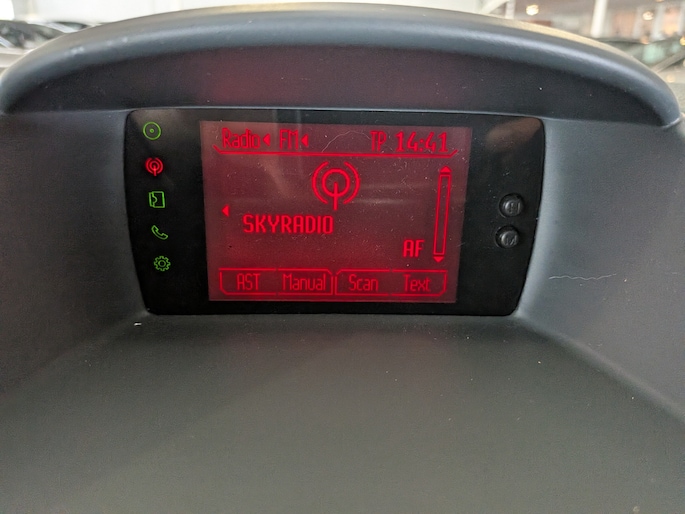 Radio FM TP 14:41
SKYRADIO
AF
AST Manual Scan Text